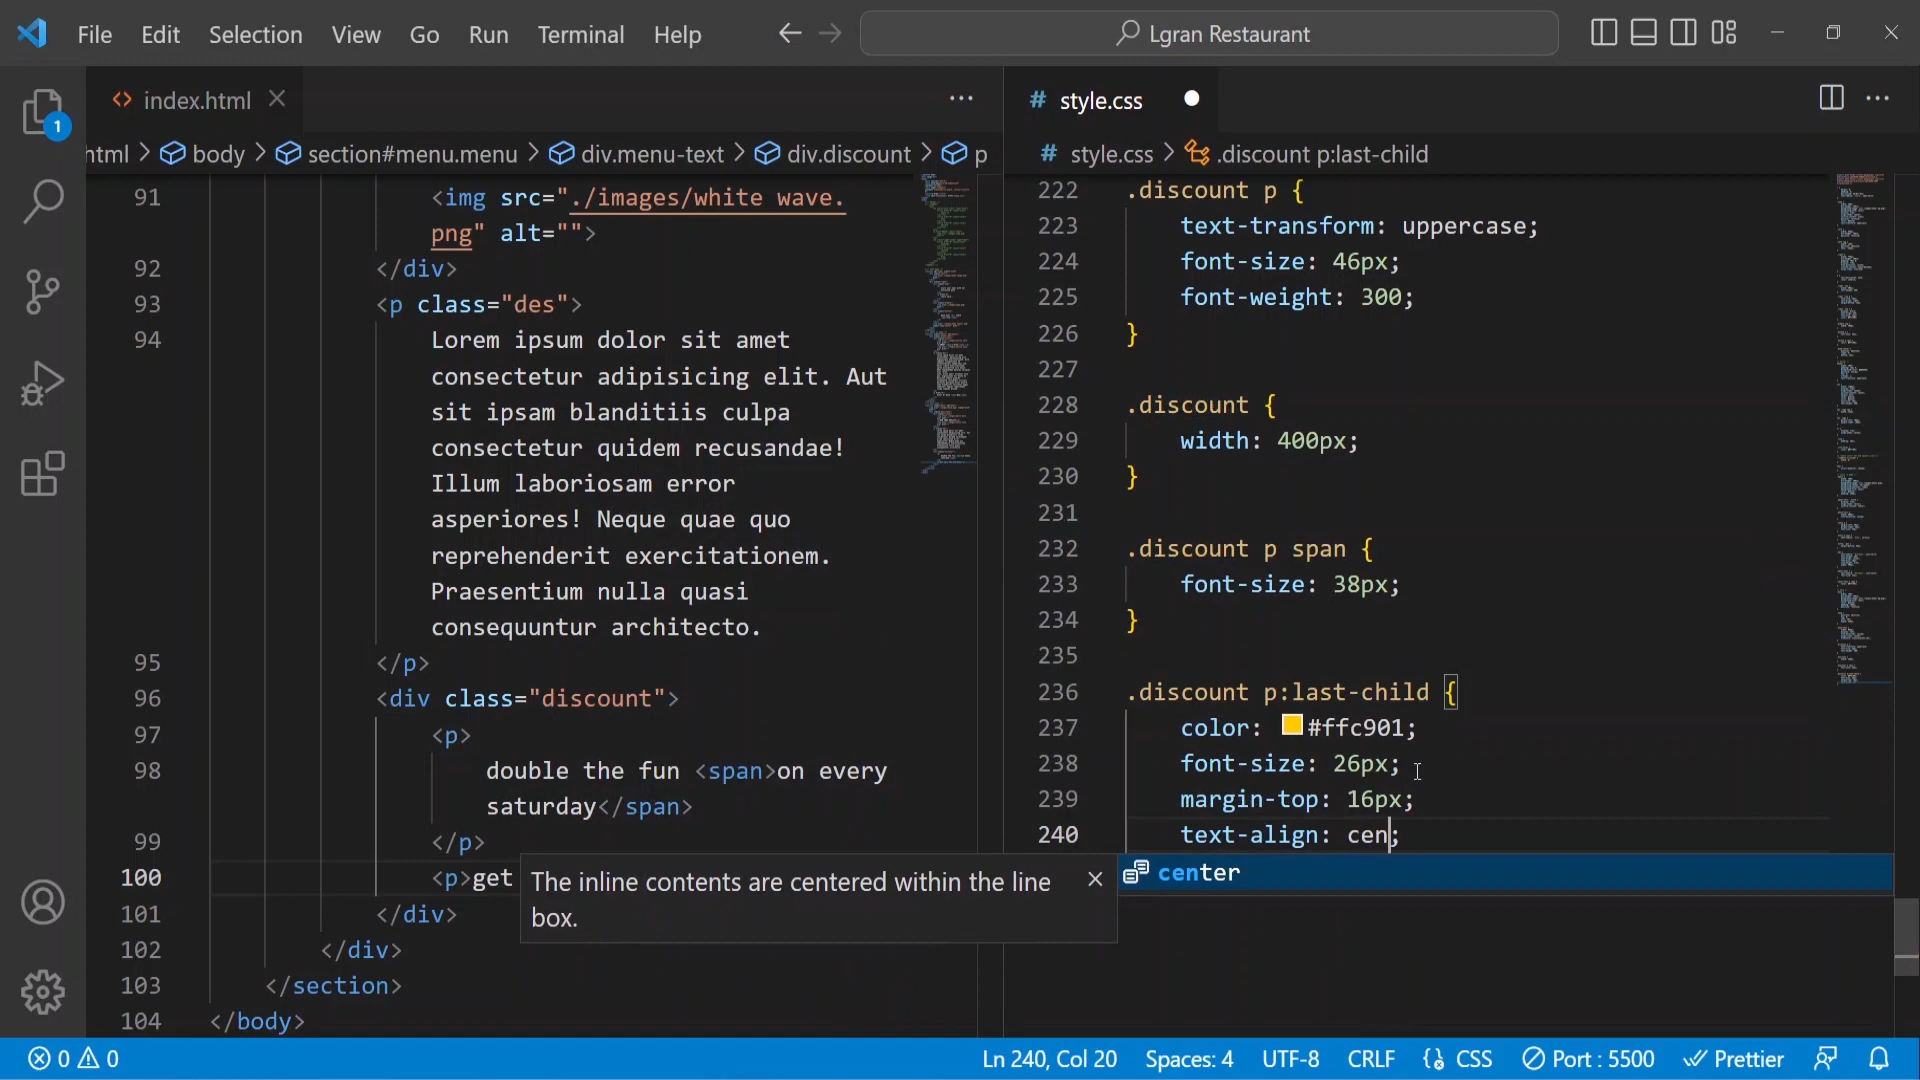 File Edit Selection View Go Run Terminal Help
Lgran Restaurant
index.html
style.css
html > body > section#menu.menu > div.menu-text > div.discount > p
# style.css > .discount p:last-child
91 <img src="./images/white wave.
png" alt="">
92 </div>
93 <p class="des">
94 Lorem ipsum dolor sit amet
consectetur adipisicing elit. Aut
sit ipsam blanditiis culpa
consectetur quidem recusandae!
Illum laboriosam error
asperiores! Neque quae quo
reprehenderit exercitationem.
Praesentium nulla quasi
consequuntur architecto.
95 </p>
96 <div class="discount">
97 <p>
98 double the fun <span>on every
saturday</span>
99 </p>
100 <p>get
101 </div>
102 </div>
103 </section>
104 </body>
The inline contents are centered within the line
box.
222 .discount p {
223 text-transform: uppercase;
224 font-size: 46px;
225 font-weight: 300;
226 }
227
228 .discount {
229 width: 400px;
230 }
231
232 .discount p span {
233 font-size: 38px;
234 }
235
236 .discount p:last-child {
237 color: #ffc901;
238 font-size: 26px;
239 margin-top: 16px;
240 text-align: cen;
center
1
0 0
Ln 240, Col 20 Spaces: 4 UTF-8 CRLF {} CSS Port : 5500 Prettier